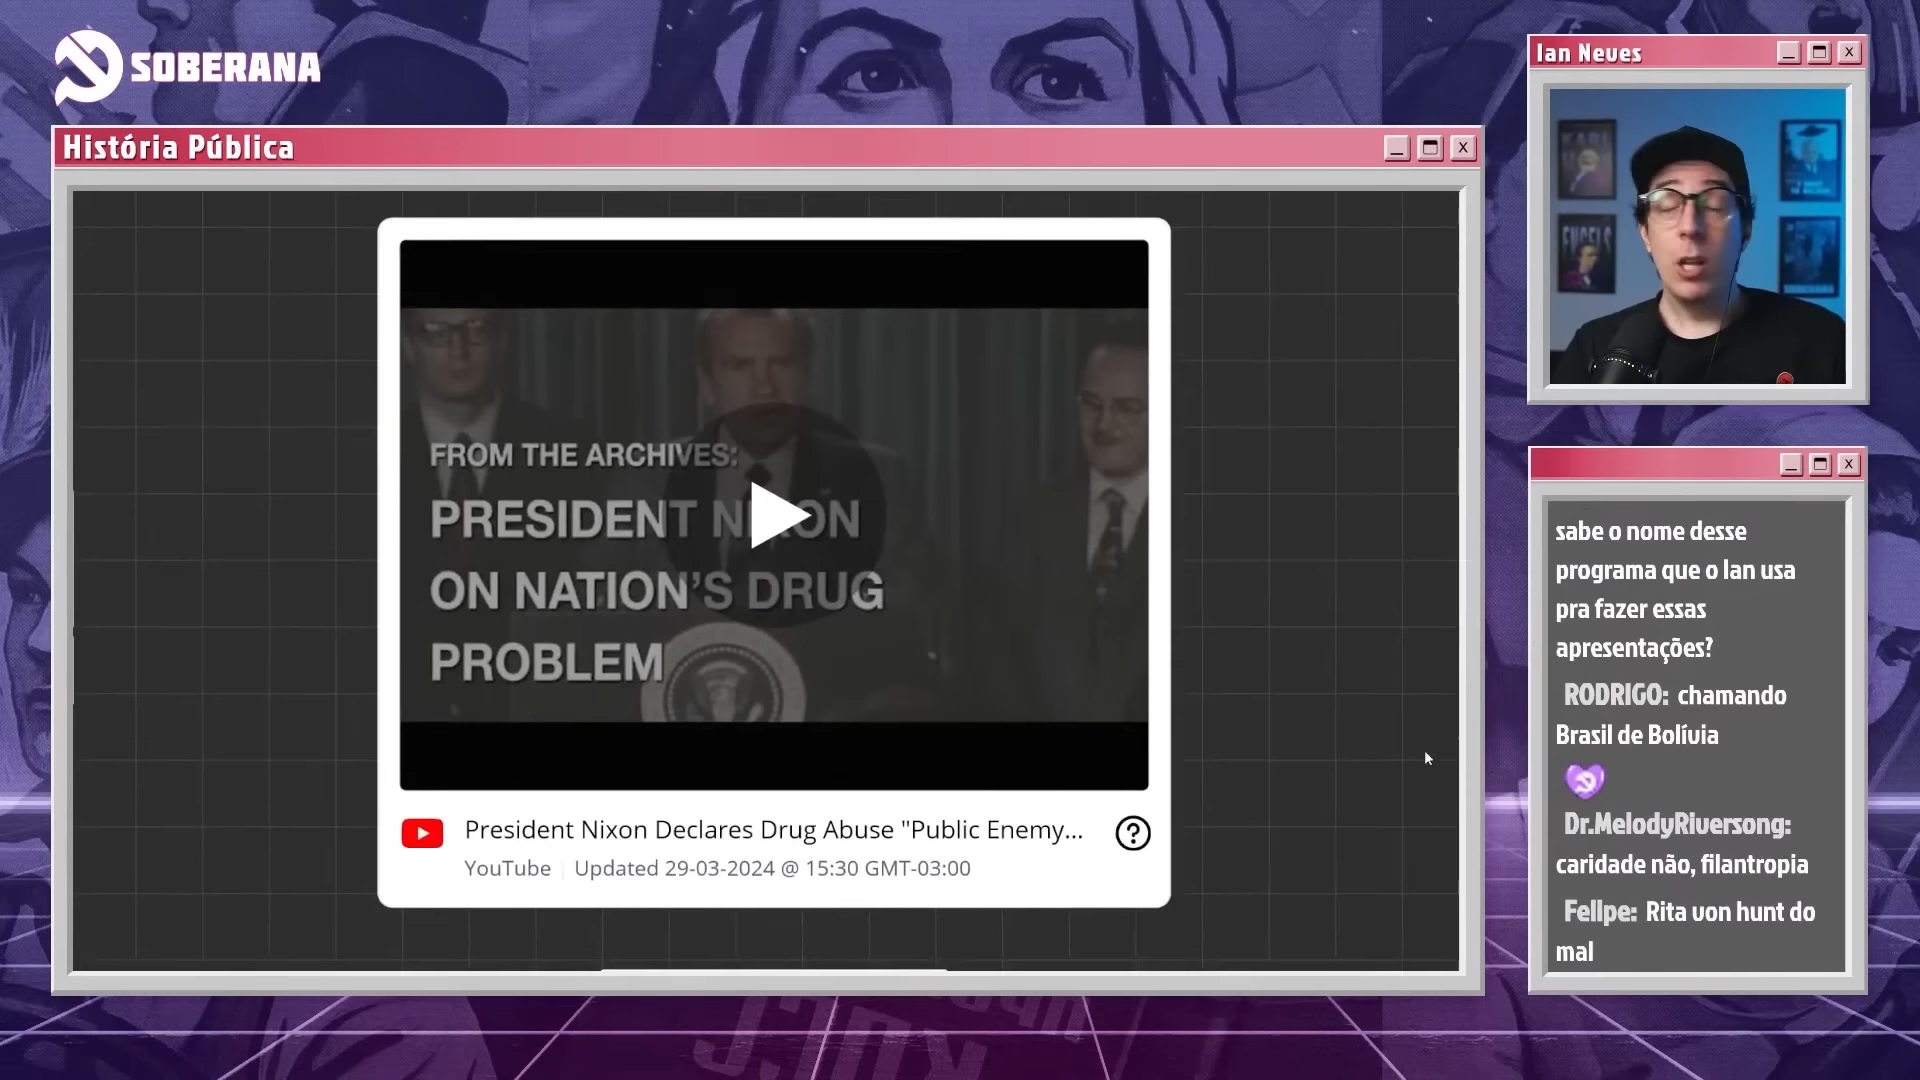 SOBERANA
História Pública
FROM THE ARCHIVES:
PRESIDENT NIXON
ON NATION'S DRUG
PROBLEM
President Nixon Declares Drug Abuse "Public Enemy...
YouTube
Updated 29-03-2024 @ 15:30 GMT-03:00
Ian Neves
KARL
ENGELS
SOBERANA
sabe o nome desse
programa que o Ian usa
pra fazer essas
apresentações?
RODRIGO: chamando
Brasil de Bolívia
Dr.MelodyRiversong:
caridade não, filantropia
Fellpe: Rita von hunt do
mal